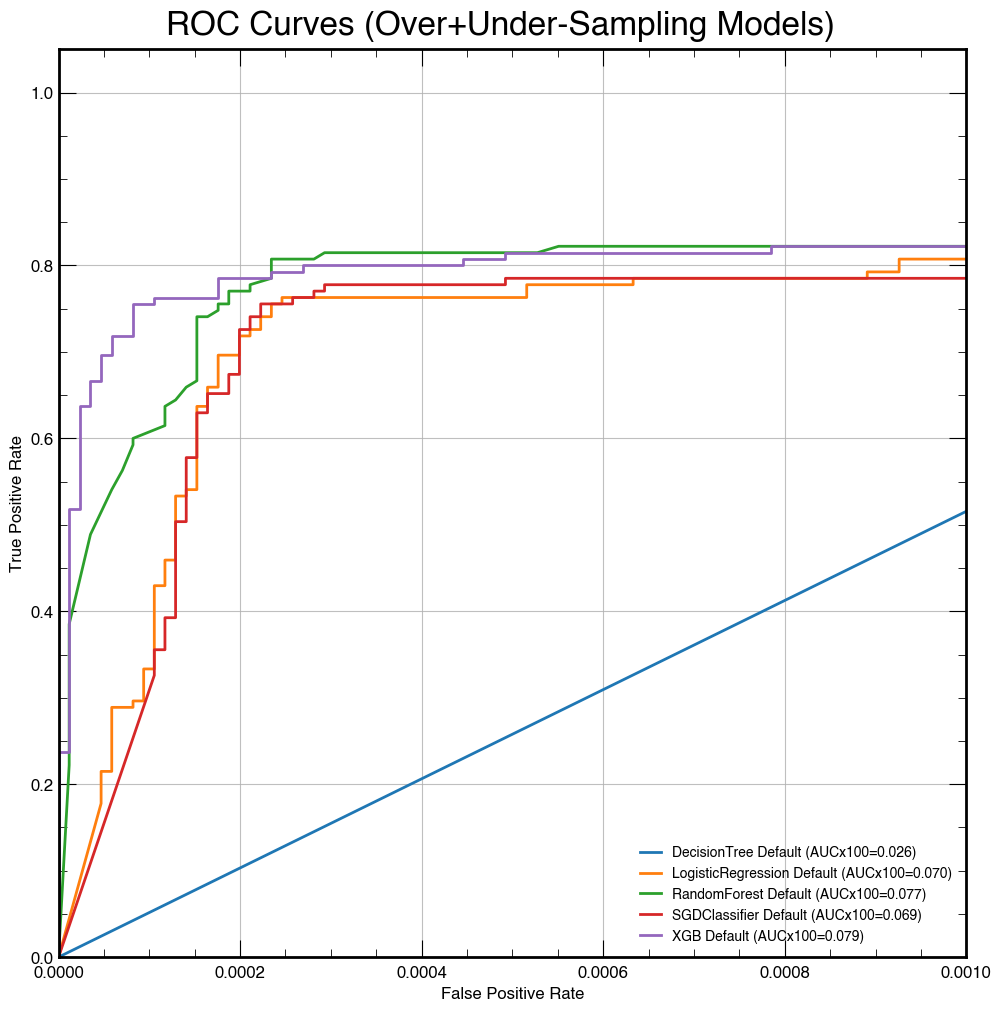 ROC Curves (Over+Under-Sampling Models)
True Positive Rate
1.0
0.8
0.6
0.4
0.2
0.0
DecisionTree Default (AUCx100=0.026)
LogisticRegression Default (AUCx100=0.070)
RandomForest Default (AUCx100=0.077)
SGDClassifier Default (AUCx100=0.069)
XGB Default (AUCx100=0.079)
0.0000 0.0002 0.0004 0.0006 0.0008 0.0010
False Positive Rate